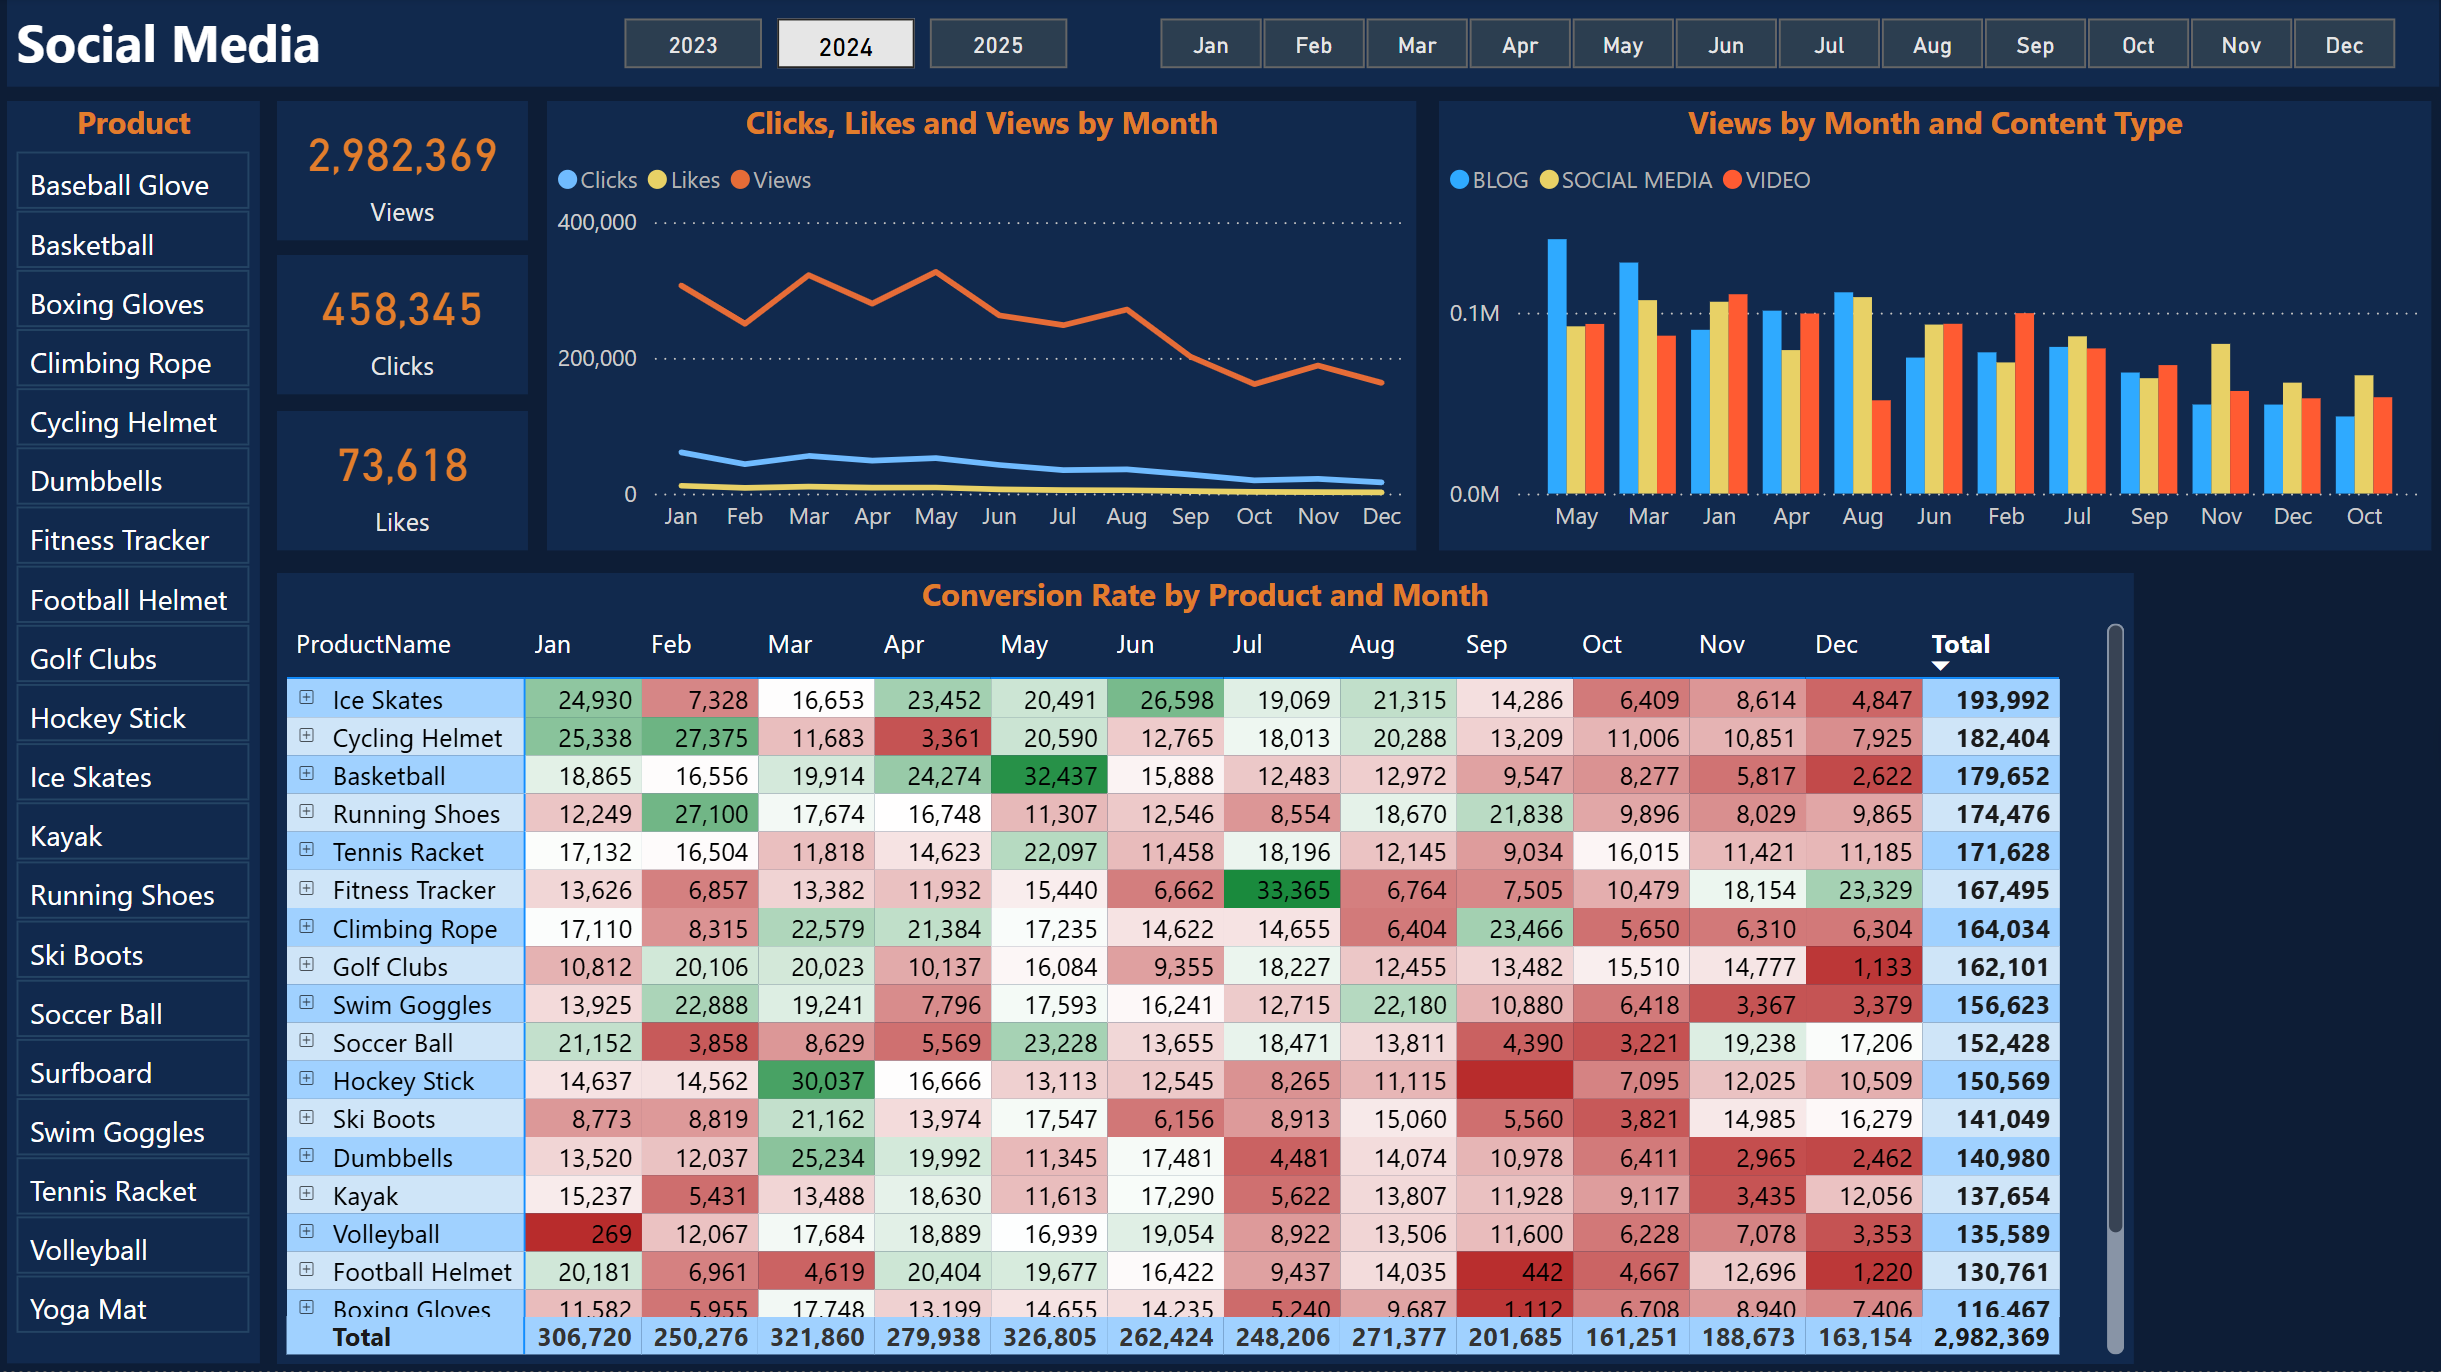 Social Media
2023 2024 2025
Jan Feb Mar Apr May Jun Jul Aug Sep Oct Nov Dec
Product
Baseball Glove
Basketball
Boxing Gloves
Climbing Rope
Cycling Helmet
Dumbbells
Fitness Tracker
Football Helmet
Golf Clubs
Hockey Stick
Ice Skates
Kayak
Running Shoes
Ski Boots
Soccer Ball
Surfboard
Swim Goggles
Tennis Racket
Volleyball
Yoga Mat
2,982,369
Views
458,345
Clicks
73,618
Likes
Clicks, Likes and Views by Month
Clicks Likes Views
400,000
200,000
0
Jan Feb Mar Apr May Jun Jul Aug Sep Oct Nov Dec
Views by Month and Content Type
BLOG SOCIAL MEDIA VIDEO
0.1M
0.0M
May Mar Jan Apr Aug Jun Feb Jul Sep Nov Dec Oct
Conversion Rate by Product and Month
ProductName Jan Feb Mar Apr May Jun Jul Aug Sep Oct Nov Dec Total
Ice Skates 24,930 7,328 16,653 23,452 20,491 26,598 19,069 21,315 14,286 6,409 8,614 4,847 193,992
Cycling Helmet 25,338 27,375 11,683 3,361 20,590 12,765 18,013 20,288 13,209 11,006 10,851 7,925 182,404
Basketball 18,865 16,556 19,914 24,274 32,437 15,888 12,483 12,972 9,547 8,277 5,817 2,622 179,652
Running Shoes 12,249 27,100 17,674 16,748 11,307 12,546 8,554 18,670 21,838 9,896 8,029 9,865 174,476
Tennis Racket 17,132 16,504 11,818 14,623 22,097 11,458 18,196 12,145 9,034 16,015 11,421 11,185 171,628
Fitness Tracker 13,626 6,857 13,382 11,932 15,440 6,662 33,365 6,764 7,505 10,479 18,154 23,329 167,495
Climbing Rope 17,110 8,315 22,579 21,384 17,235 14,622 14,655 6,404 23,466 5,650 6,310 6,304 164,034
Golf Clubs 10,812 20,106 20,023 10,137 16,084 9,355 18,227 12,455 13,482 15,510 14,777 1,133 162,101
Swim Goggles 13,925 22,888 19,241 7,796 17,593 16,241 12,715 22,180 10,880 6,418 3,367 3,379 156,623
Soccer Ball 21,152 3,858 8,629 5,569 23,228 13,655 18,471 13,811 4,390 3,221 19,238 17,206 152,428
Hockey Stick 14,637 14,562 30,037 16,666 13,113 12,545 8,265 11,115 7,095 12,025 10,509 150,569
Ski Boots 8,773 8,819 21,162 13,974 17,547 6,156 8,913 15,060 5,560 3,821 14,985 16,279 141,049
Dumbbells 13,520 12,037 25,234 19,992 11,345 17,481 4,481 14,074 10,978 6,411 2,965 2,462 140,980
Kayak 15,237 5,431 13,488 18,630 11,613 17,290 5,622 13,807 11,928 9,117 3,435 12,056 137,654
Volleyball 269 12,067 17,684 18,889 16,939 19,054 8,922 13,506 11,600 6,228 7,078 3,353 135,589
Football Helmet 20,181 6,961 4,619 20,404 19,677 16,422 9,437 14,035 442 4,667 12,696 1,220 130,761
Boxing Gloves 11,582 5,955 17,748 13,199 14,655 14,235 5,240 9,687 1,112 6,708 8,940 7,406 116,467
Total 306,720 250,276 321,860 279,938 326,805 262,424 248,206 271,377 201,685 161,251 188,673 163,154 2,982,369